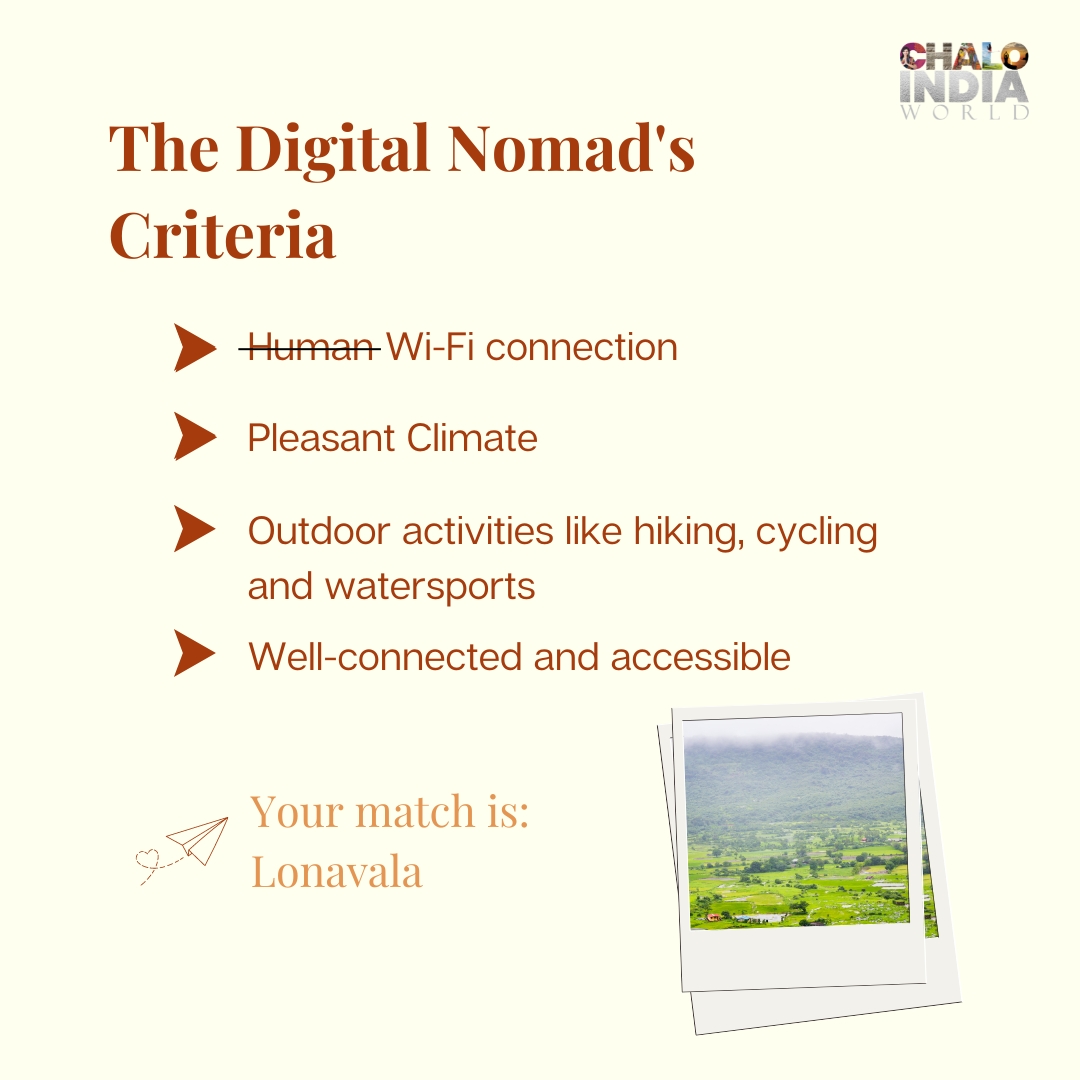 CHALO
INDIA
WORLD
The Digital Nomad's
Criteria
Human Wi-Fi connection
Pleasant Climate
Outdoor activities like hiking, cycling
and watersports
Well-connected and accessible
Your match is:
Lonavala